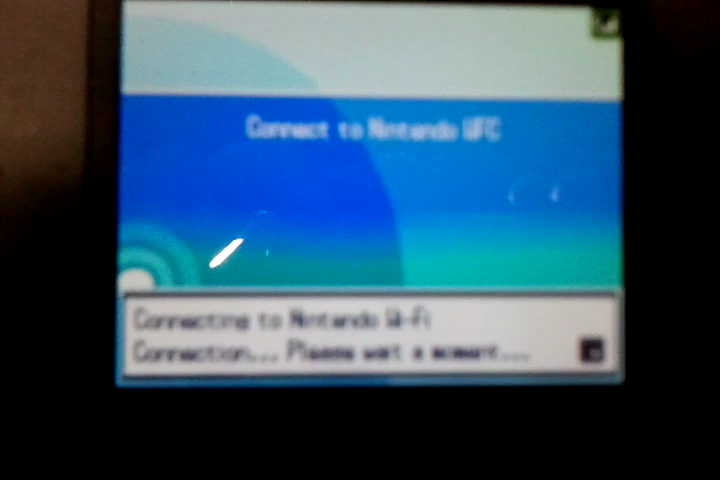 Connect to Nintendo WFC
Connecting to Nintendo Wi-Fi
Connection... Please wait a moment...